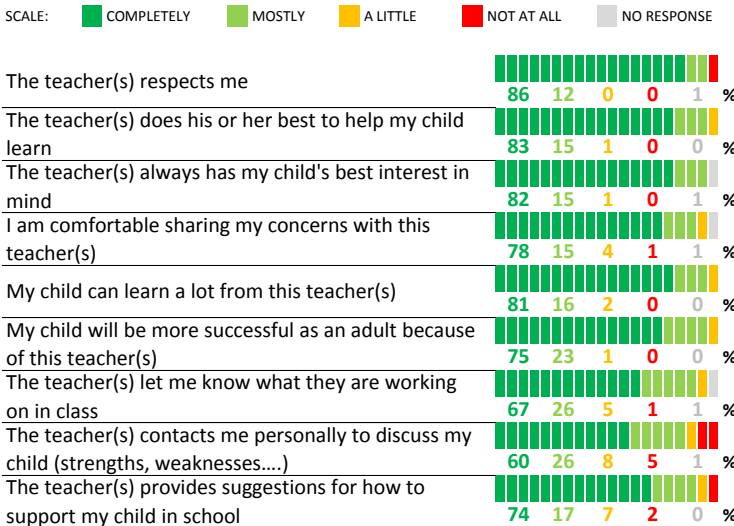 SCALE: COMPLETELY MOSTLY A LITTLE NOT AT ALL NO RESPONSE
The teacher(s) respects me
86 12 0 0 1 %
The teacher(s) does his or her best to help my child
learn
83 15 1 0 0 %
The teacher(s) always has my child's best interest in
mind
82 15 1 0 1 %
I am comfortable sharing my concerns with this
teacher(s)
78 15 4 1 1 %
My child can learn a lot from this teacher(s)
81 16 2 0 0 %
My child will be more successful as an adult because
of this teacher(s)
75 23 1 0 0 %
The teacher(s) let me know what they are working
on in class
67 26 5 1 1 %
The teacher(s) contacts me personally to discuss my
child (strengths, weaknesses....)
60 26 8 5 1 %
The teacher(s) provides suggestions for how to
support my child in school
74 17 7 2 0 %